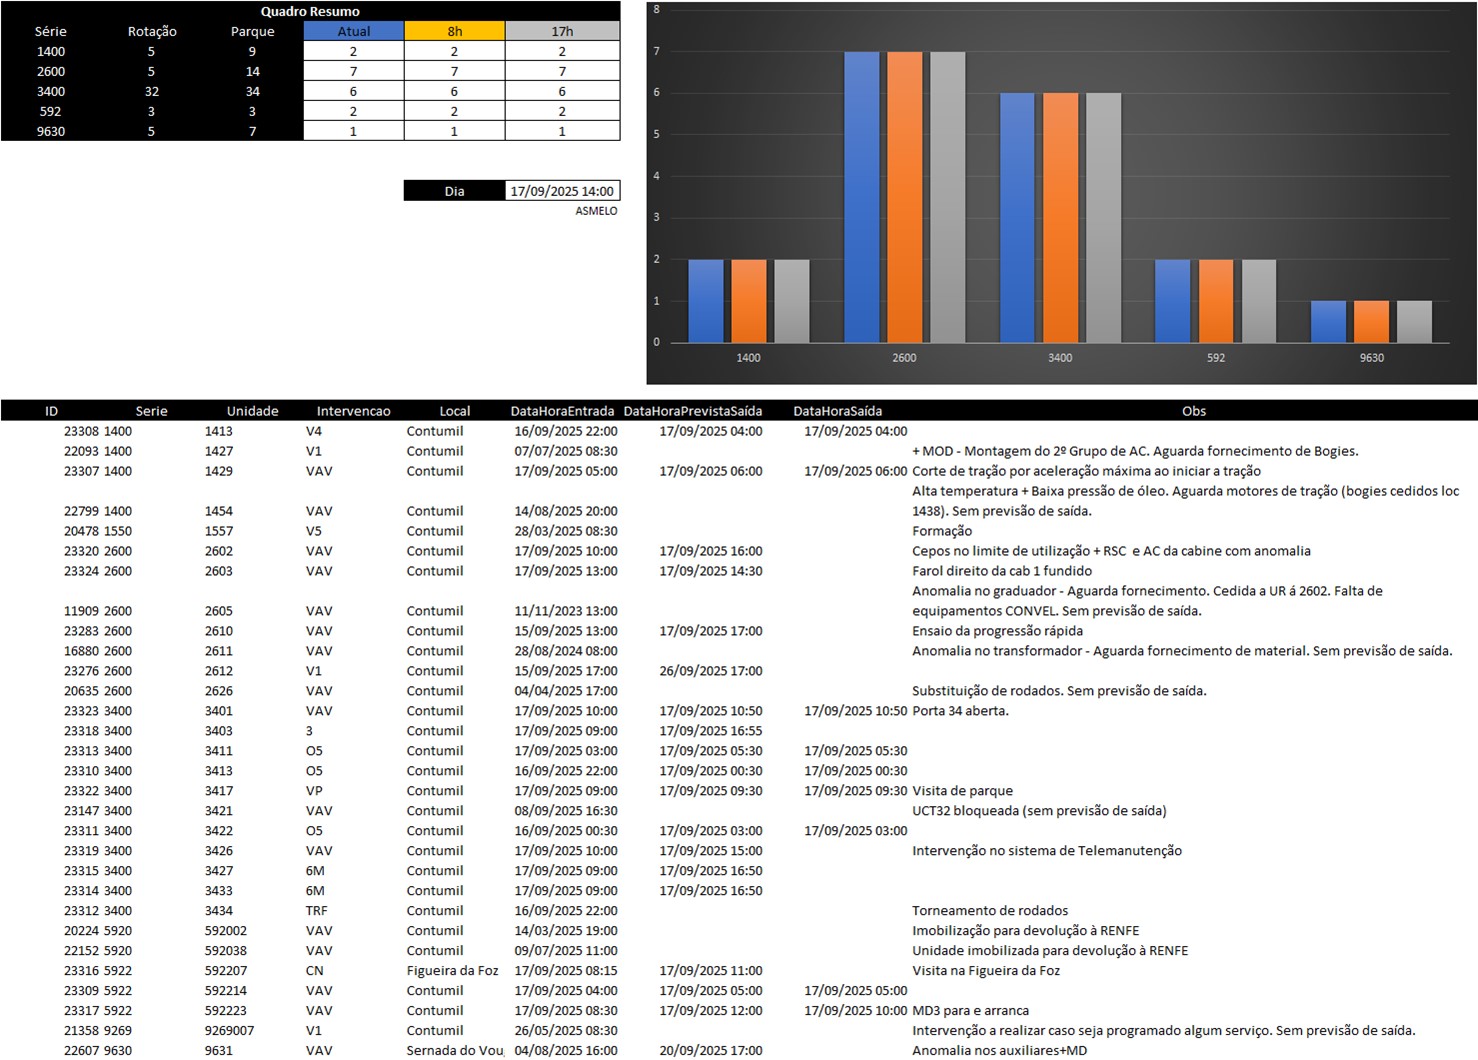 Quadro Resumo
Série Rotação Parque Atual 8h 17h
1400 5 9 2 2 2
2600 5 14 7 7 7
3400 32 34 6 6 6
592 3 3 2 2 2
9630 5 7 1 1 1
Dia 17/09/2025 14:00
ASMELO
8
7
6
5
4
3
2
1
0
1400 2600 3400 592 9630
ID Serie Unidade Intervencao Local DataHoraEntrada DataHoraPrevistaSaída DataHoraSaída Obs
23308 1400 1413 V4 Contumil 16/09/2025 22:00 17/09/2025 04:00 17/09/2025 04:00
22093 1400 1427 V1 Contumil 07/07/2025 08:30 + MOD - Montagem do 2º Grupo de AC. Aguarda fornecimento de Bogies.
23307 1400 1429 VAV Contumil 17/09/2025 05:00 17/09/2025 06:00 17/09/2025 06:00 Corte de tração por aceleração máxima ao iniciar a tração
Alta temperatura + Baixa pressão de óleo. Aguarda motores de tração (bogies cedidos loc
22799 1400 1454 VAV Contumil 14/08/2025 20:00 1438). Sem previsão de saída.
20478 1550 1557 V5 Contumil 28/03/2025 08:30 Formação
23320 2600 2602 VAV Contumil 17/09/2025 10:00 17/09/2025 16:00 Cepos no limite de utilização + RSC e AC da cabine com anomalia
23324 2600 2603 VAV Contumil 17/09/2025 13:00 17/09/2025 14:30 Farol direito da cab 1 fundido
Anomalia no graduador - Aguarda fornecimento. Cedida a UR á 2602. Falta de
11909 2600 2605 VAV Contumil 11/11/2023 13:00 equipamentos CONVEL. Sem previsão de saída.
23283 2600 2610 VAV Contumil 15/09/2025 13:00 17/09/2025 17:00 Ensaio da progressão rápida
16880 2600 2611 VAV Contumil 28/08/2024 08:00 Anomalia no transformador - Aguarda fornecimento de material. Sem previsão de saída.
23276 2600 2612 V1 Contumil 15/09/2025 17:00 26/09/2025 17:00
20635 2600 2626 VAV Contumil 04/04/2025 17:00 Substituição de rodados. Sem previsão de saída.
23323 3400 3401 VAV Contumil 17/09/2025 10:00 17/09/2025 10:50 17/09/2025 10:50 Porta 34 aberta.
23318 3400 3403 3 Contumil 17/09/2025 09:00 17/09/2025 16:55
23313 3400 3411 O5 Contumil 17/09/2025 03:00 17/09/2025 05:30 17/09/2025 05:30
23310 3400 3413 O5 Contumil 16/09/2025 22:00 17/09/2025 00:30 17/09/2025 00:30
23322 3400 3417 VP Contumil 17/09/2025 09:00 17/09/2025 09:30 17/09/2025 09:30 Visita de parque
23147 3400 3421 VAV Contumil 08/09/2025 16:30 UCT32 bloqueada (sem previsão de saída)
23311 3400 3422 O5 Contumil 16/09/2025 00:30 17/09/2025 03:00 17/09/2025 03:00
23319 3400 3426 VAV Contumil 17/09/2025 10:00 17/09/2025 15:00 Intervenção no sistema de Telemanutenção
23315 3400 3427 6M Contumil 17/09/2025 09:00 17/09/2025 16:50
23314 3400 3433 6M Contumil 17/09/2025 09:00 17/09/2025 16:50
23312 3400 3434 TRF Contumil 16/09/2025 22:00 Torneamento de rodados
20224 5920 592002 VAV Contumil 14/03/2025 19:00 Imobilização para devolução à RENFE
22152 5920 592038 VAV Contumil 09/07/2025 11:00 Unidade imobilizada para devolução à RENFE
23316 5922 592207 CN Figueira da Foz 17/09/2025 08:15 17/09/2025 11:00 Visita na Figueira da Foz
23309 5922 592214 VAV Contumil 17/09/2025 04:00 17/09/2025 05:00 17/09/2025 05:00
23317 5922 592223 VAV Contumil 17/09/2025 08:30 17/09/2025 12:00 17/09/2025 10:00 MD3 para e arranca
21358 9269 9269007 V1 Contumil 26/05/2025 08:30 Intervenção a realizar caso seja programado algum serviço. Sem previsão de saída.
22607 9630 9631 VAV Sernada do Vou 04/08/2025 16:00 20/09/2025 17:00 Anomalia nos auxiliares+MD